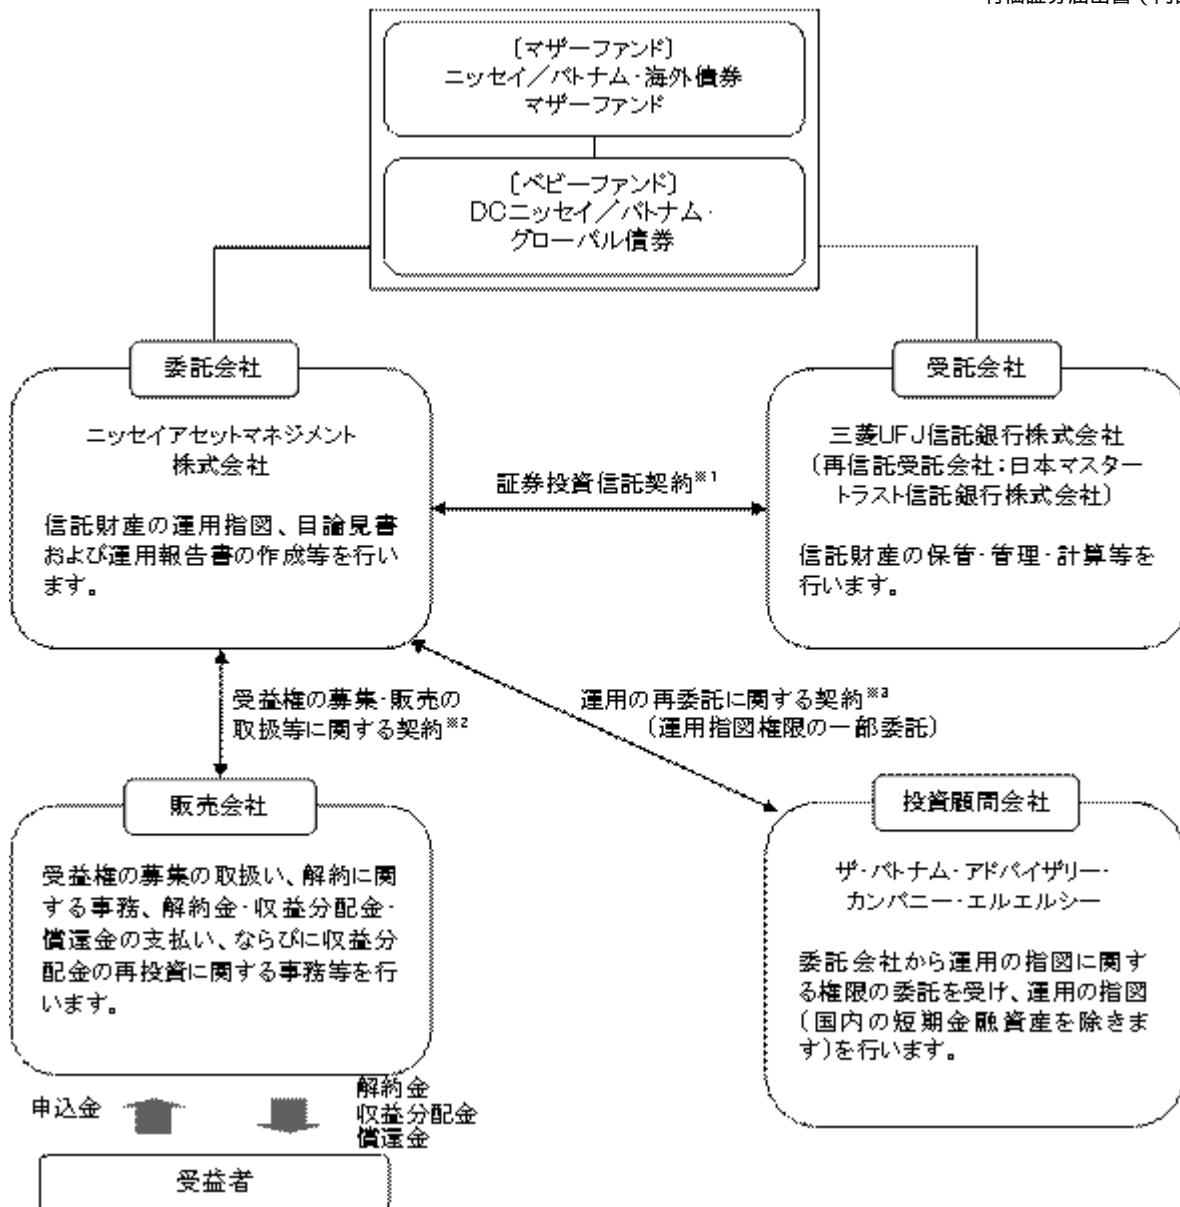 〔マザーファンド〕
ニッセイ／パトナム・海外債券
マザーファンド
〔ベビーファンド〕
DCニッセイ／パトナム・
グローバル債券
委託会社
ニッセイアセットマネジメント
株式会社
信託財産の運用指図、目論見書
および運用報告書の作成等を行い
ます。
証券投資信託契約※1
受託会社
三菱UFJ信託銀行株式会社
(再信託受託会社:日本マスター
トラスト信託銀行株式会社)
信託財産の保管・管理・計算等を
行います。
受益権の募集・販売の
取扱等に関する契約※2
運用の再委託に関する契約※3
(運用指図権限の一部委託)
販売会社
受益権の募集の取扱い、解約に関
する事務、解約金・収益分配金・
償還金の支払い、ならびに収益分
配金の再投資に関する事務等を行
います。
投資顧問会社
ザ・パトナム・アドバイザリー・
カンパニー・エルエルシー
委託会社から運用の指図に関す
る権限の委託を受け、運用の指図
(国内の短期金融資産を除きま
す)を行います。
申込金
解約金
収益分配金
償還金
受益者